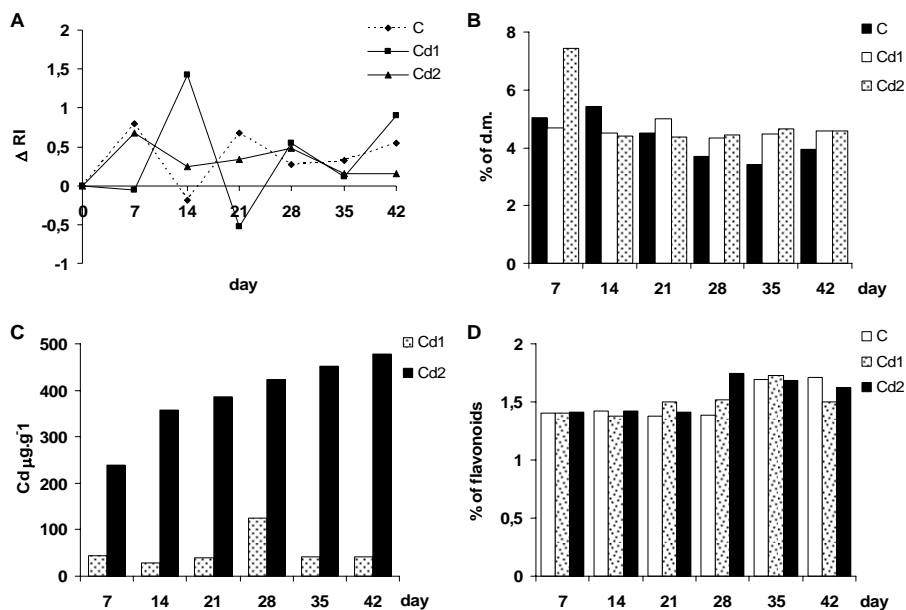 A
2
1,5
1
0,5
0
-0,5
-1
Δ RI
0 7 14 21 28 35 42
day
C
Cd1
Cd2
B
8
6
4
2
0
% of d.m.
7 14 21 28 35 42 day
C
Cd1
Cd2
C
500
400
300
200
100
0
Cd μg.g-1
7 14 21 28 35 42 day
Cd1
Cd2
D
2
1,5
1
0,5
0
% of flavonoids
7 14 21 28 35 42 day
C
Cd1
Cd2